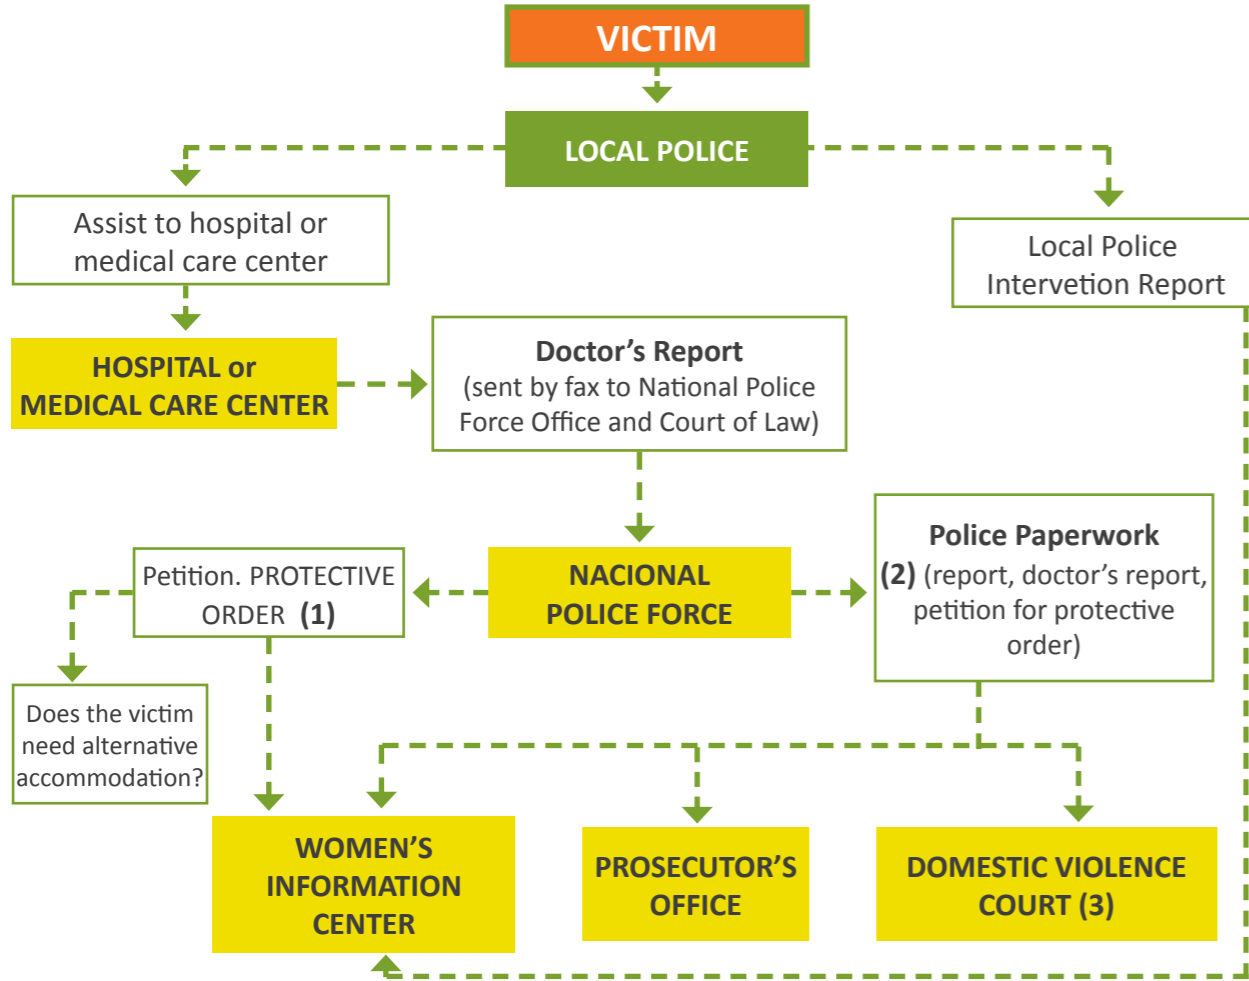 VICTIM
LOCAL POLICE
Assist to hospital or
medical care center
Local Police
Intervetion Report
HOSPITAL or
MEDICAL CARE CENTER
Doctor’s Report
(sent by fax to National Police
Force Office and Court of Law)
Police Paperwork
(2) (report, doctor’s report,
petition for protective
order)
Petition. PROTECTIVE
ORDER (1)
NACIONAL
POLICE FORCE
Does the victim
need alternative
accommodation?
WOMEN’S
INFORMATION
CENTER
PROSECUTOR’S
OFFICE
DOMESTIC VIOLENCE
COURT (3)